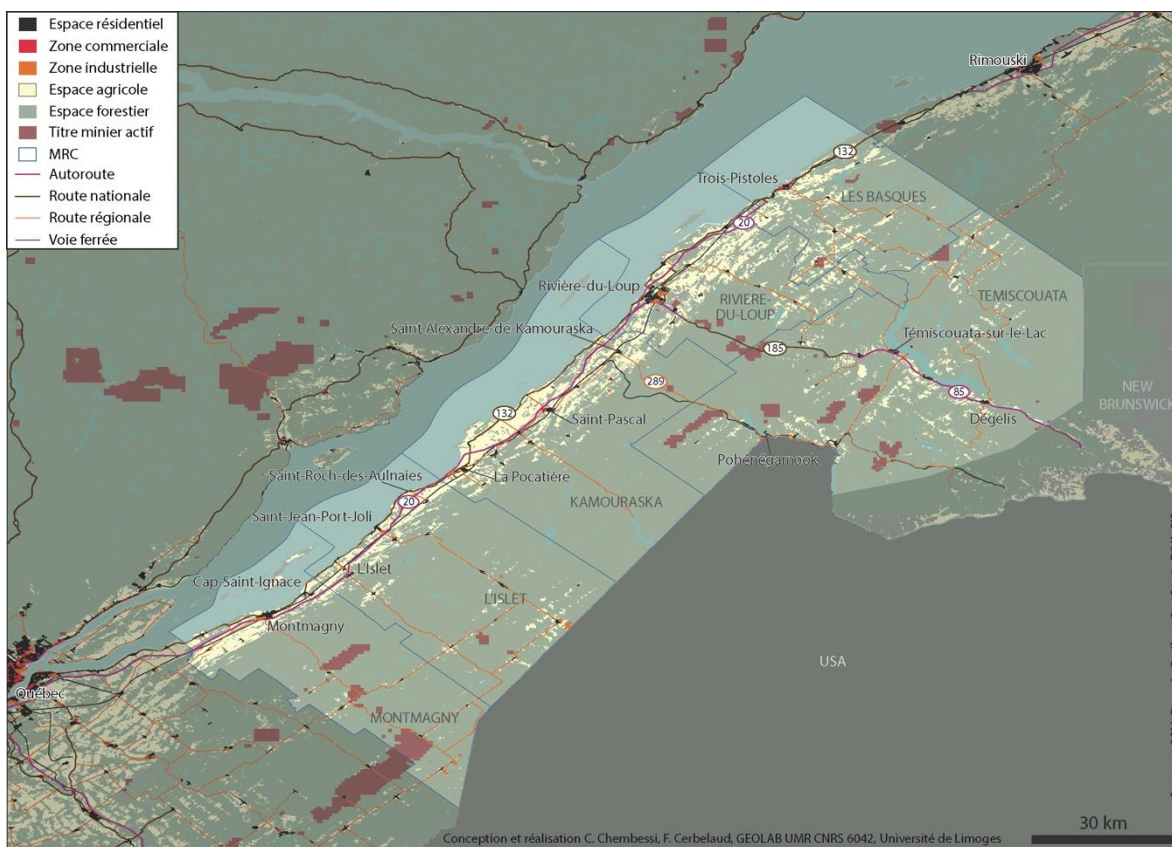 Espace résidentiel
Zone commerciale
Zone industrielle
Espace agricole
Espace forestier
Titre minier actif
MRC
Autoroute
Route nationale
Route régionale
Voie ferrée
Rimouski
132
Trois-Pistoles
LES BASQUES
20
Rivière-du-Loup
RIVIERE-
DU-LOUP
TEMISCOUATA
Saint Alexandre-de-Kamouraska
Témiscouata-sur-le-Lac
185
289
85
NEW
BRUNSWICK
132
Saint-Pascal
Dégelis
Pohénégamook
Saint-Roch-des-Aulnaies
La Pocatière
20
KAMOURASKA
Saint-Jean-Port-Joli
L'Islet
Cap-Saint-Ignace
L'ISLET
Montmagny
USA
Québec
MONTMAGNY
30 km
Conception et réalisation C. Chembessi, F. Cerbelaud, GEOLAB UMR CNRS 6042, Université de Limoges